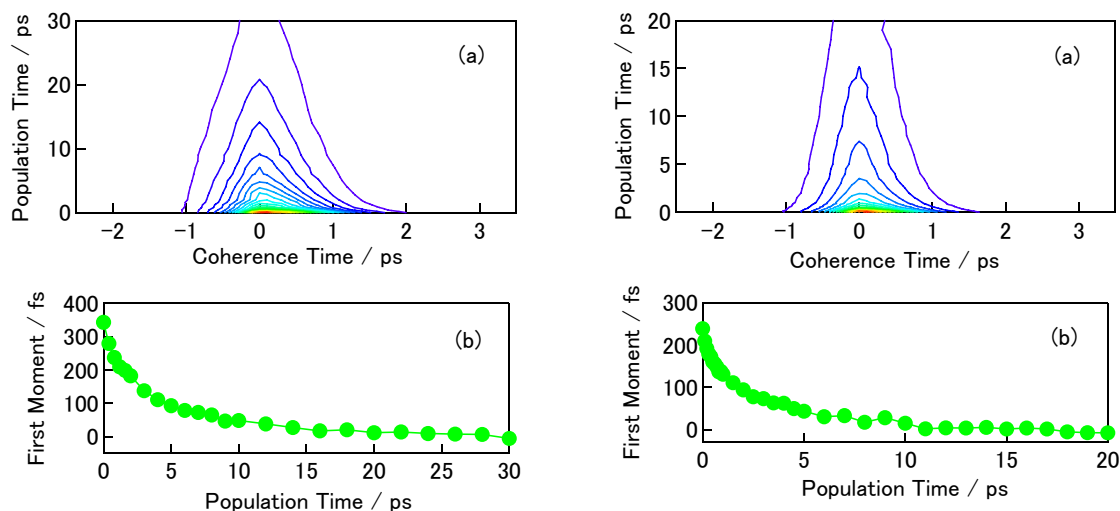 Population Time / ps
30
20
10
0
(a)
-2 -1 0 1 2 3
Coherence Time / ps
First Moment / fs
400
300
200
100
0
(b)
0 5 10 15 20 25 30
Population Time / ps
Population Time / ps
20
15
10
5
0
(a)
-2 -1 0 1 2 3
Coherence Time / ps
First Moment / fs
300
200
100
0
(b)
0 5 10 15 20
Population Time / ps